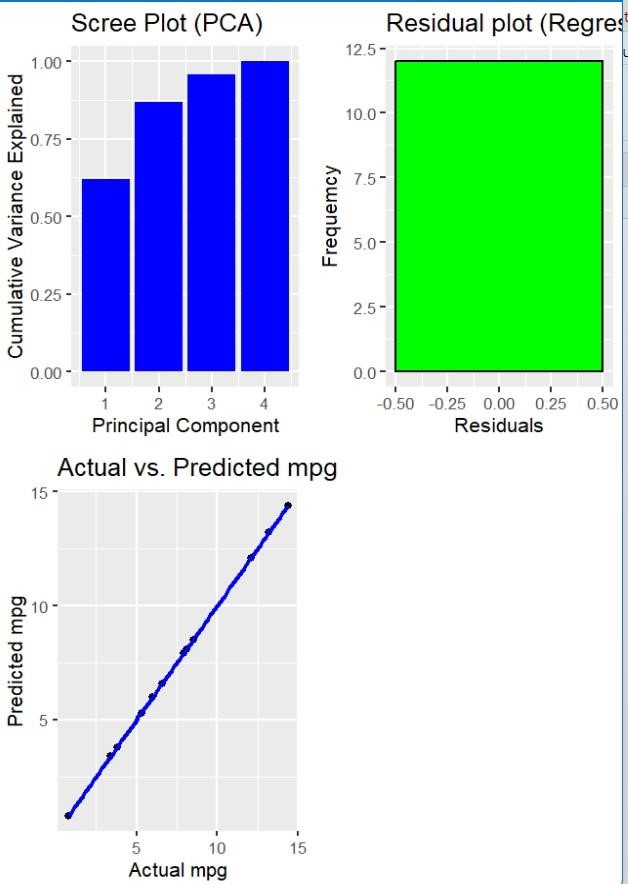 Scree Plot (PCA)
Cumulative Variance Explained
1.00
0.75
0.50
0.25
0.00
1 2 3 4
Principal Component
Residual plot (Regres
Frequemcy
12.5
10.0
7.5
5.0
2.5
0.0
-0.50 -0.25 0.00 0.25 0.50
Residuals
Actual vs. Predicted mpg
Predicted mpg
15
10
5
5 10 15
Actual mpg